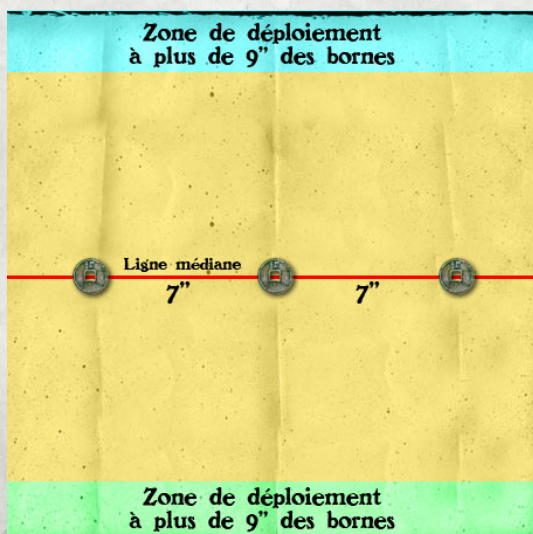 Zone de déploiement
à plus de 9” des bornes
Ligne médiane
7” 7”
Zone de déploiement
à plus de 9” des bornes